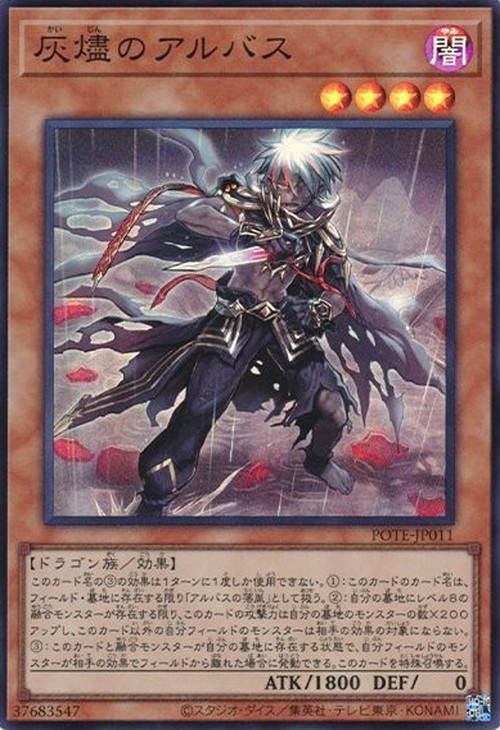 灰燼のアルバス
闇
POTE-JP011
【ドラゴン族／効果】
このカード名の③の効果は1ターンに1度しか使用できない。①：このカードのカード名は、
フィールド・墓地に存在する限り「アルバスの落胤」として扱う。②：自分の墓地にレベル8の
融合モンスターが存在する限り、このカードの攻撃力は自分の墓地のモンスターの数×200
アップし、このカード以外の自分フィールドのモンスターは相手の効果の対象にならない。
③：このカードと融合モンスターが自分の墓地に存在する状態で、自分フィールドのモン
スターが相手の効果でフィールドから離れた場合に発動できる。このカードを特殊召喚する。
ATK/1800 DEF/ 0
37683547 ©スタジオ・ダイス／集英社・テレビ東京・KONAMI